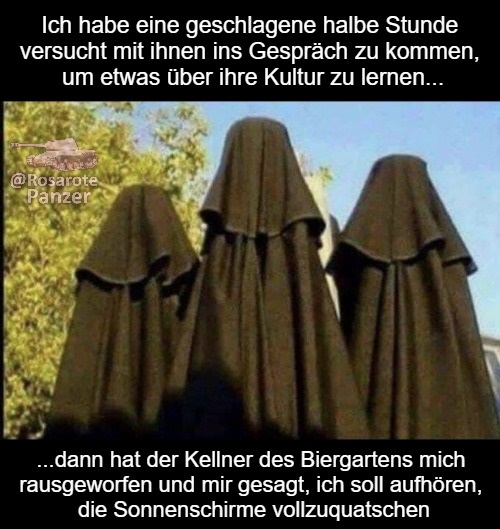 Ich habe eine geschlagene halbe Stunde
versucht mit ihnen ins Gespräch zu kommen,
um etwas über ihre Kultur zu lernen...
@Rosarote
Panzer
...dann hat der Kellner des Biergartens mich
rausgeworfen und mir gesagt, ich soll aufhören,
die Sonnenschirme vollzuquatschen